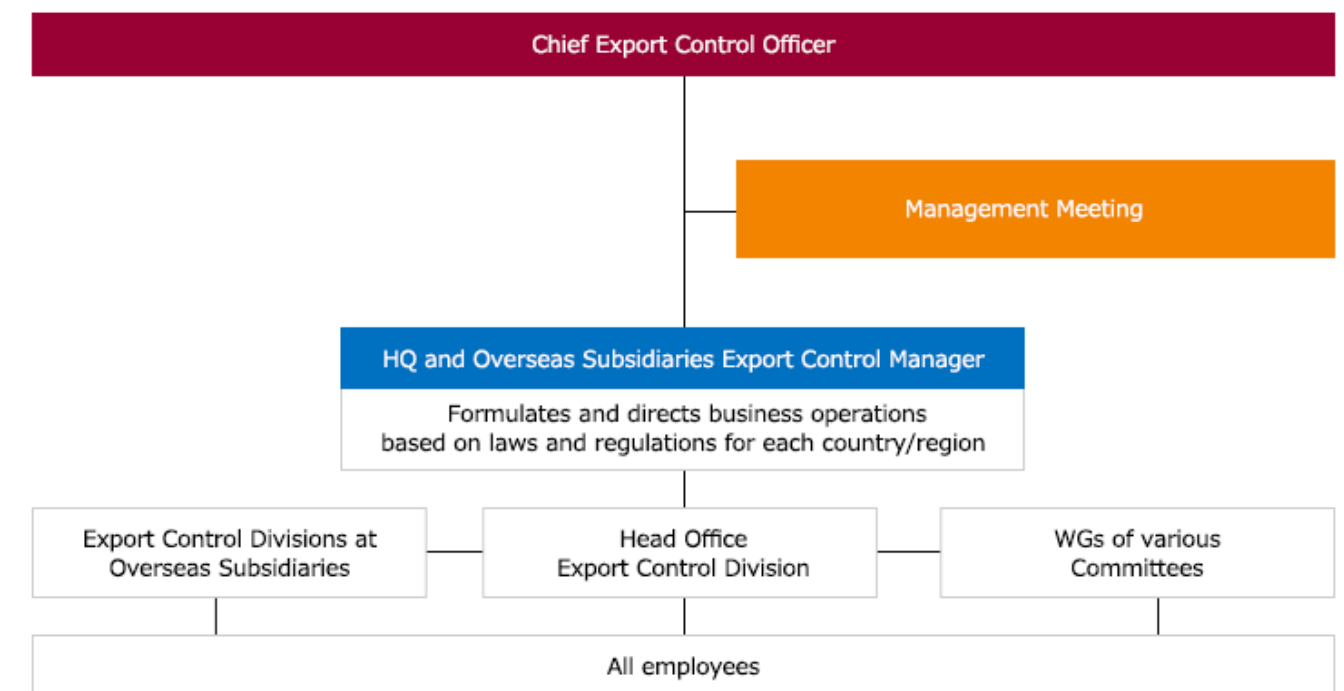 Chief Export Control Officer
Management Meeting
HQ and Overseas Subsidiaries Export Control Manager
Formulates and directs business operations
based on laws and regulations for each country/region
Export Control Divisions at
Overseas Subsidiaries
Head Office
Export Control Division
WGs of various
Committees
All employees